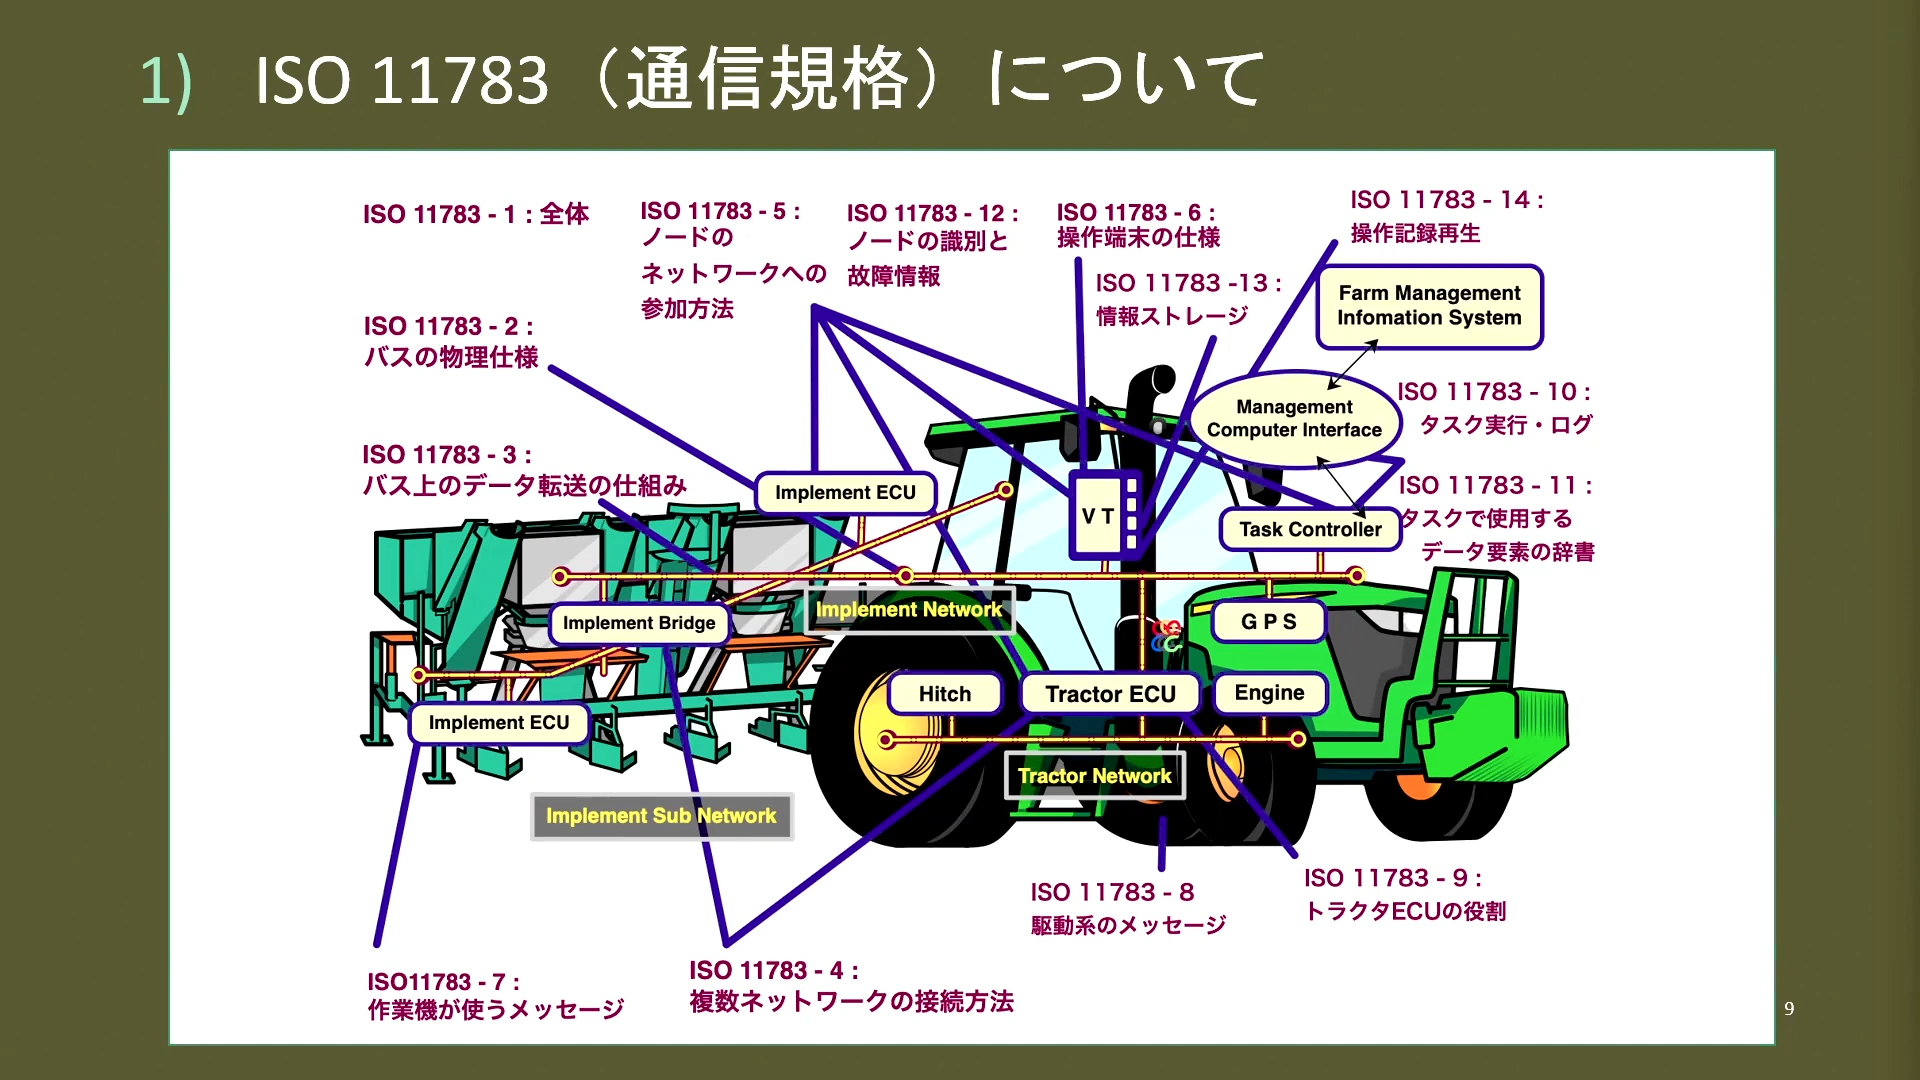 1) ISO 11783（通信規格）について
ISO 11783 - 1 : 全体
ISO 11783 - 5 :
ノードの
ネットワークへの
参加方法
ISO 11783 - 12 :
ノードの識別と
故障情報
ISO 11783 - 6 :
操作端末の仕様
ISO 11783 -13 :
情報ストレージ
ISO 11783 - 14 :
操作記録再生
Farm Management
Infomation System
ISO 11783 - 2 :
バスの物理仕様
Management
Computer Interface
ISO 11783 - 10 :
タスク実行・ログ
ISO 11783 - 3 :
バス上のデータ転送の仕組み
ISO 11783 - 11 :
タスクで使用する
データ要素の辞書
Implement ECU
V T
Task Controller
Implement Bridge
Implement Network
G P S
Hitch
Tractor ECU
Engine
Implement ECU
Tractor Network
Implement Sub Network
ISO 11783 - 8
駆動系のメッセージ
ISO 11783 - 9 :
トラクタECUの役割
ISO11783 - 7 :
作業機が使うメッセージ
ISO 11783 - 4 :
複数ネットワークの接続方法
9